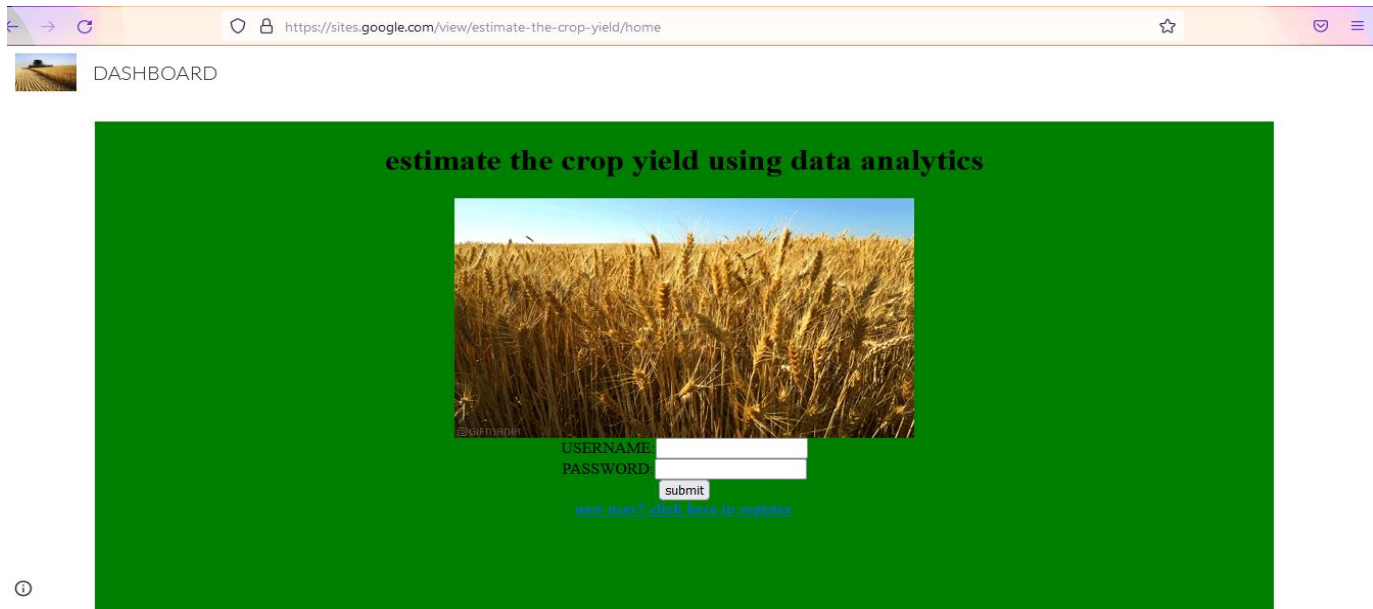 https://sites.google.com/view/estimate-the-crop-yield/home
DASHBOARD
estimate the crop yield using data analytics
USERNAME:
PASSWORD:
submit
new user? click here to register